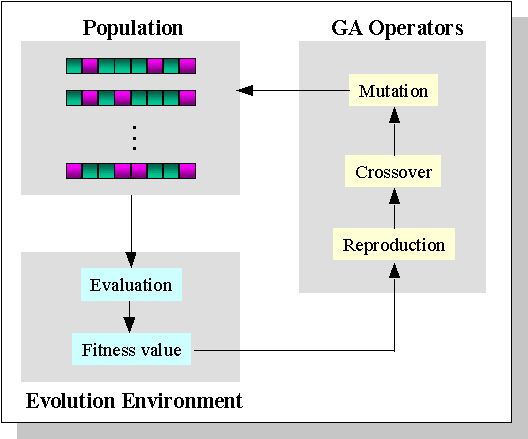 Population
GA Operators
Mutation
Crossover
Reproduction
Evaluation
Fitness value
Evolution Environment